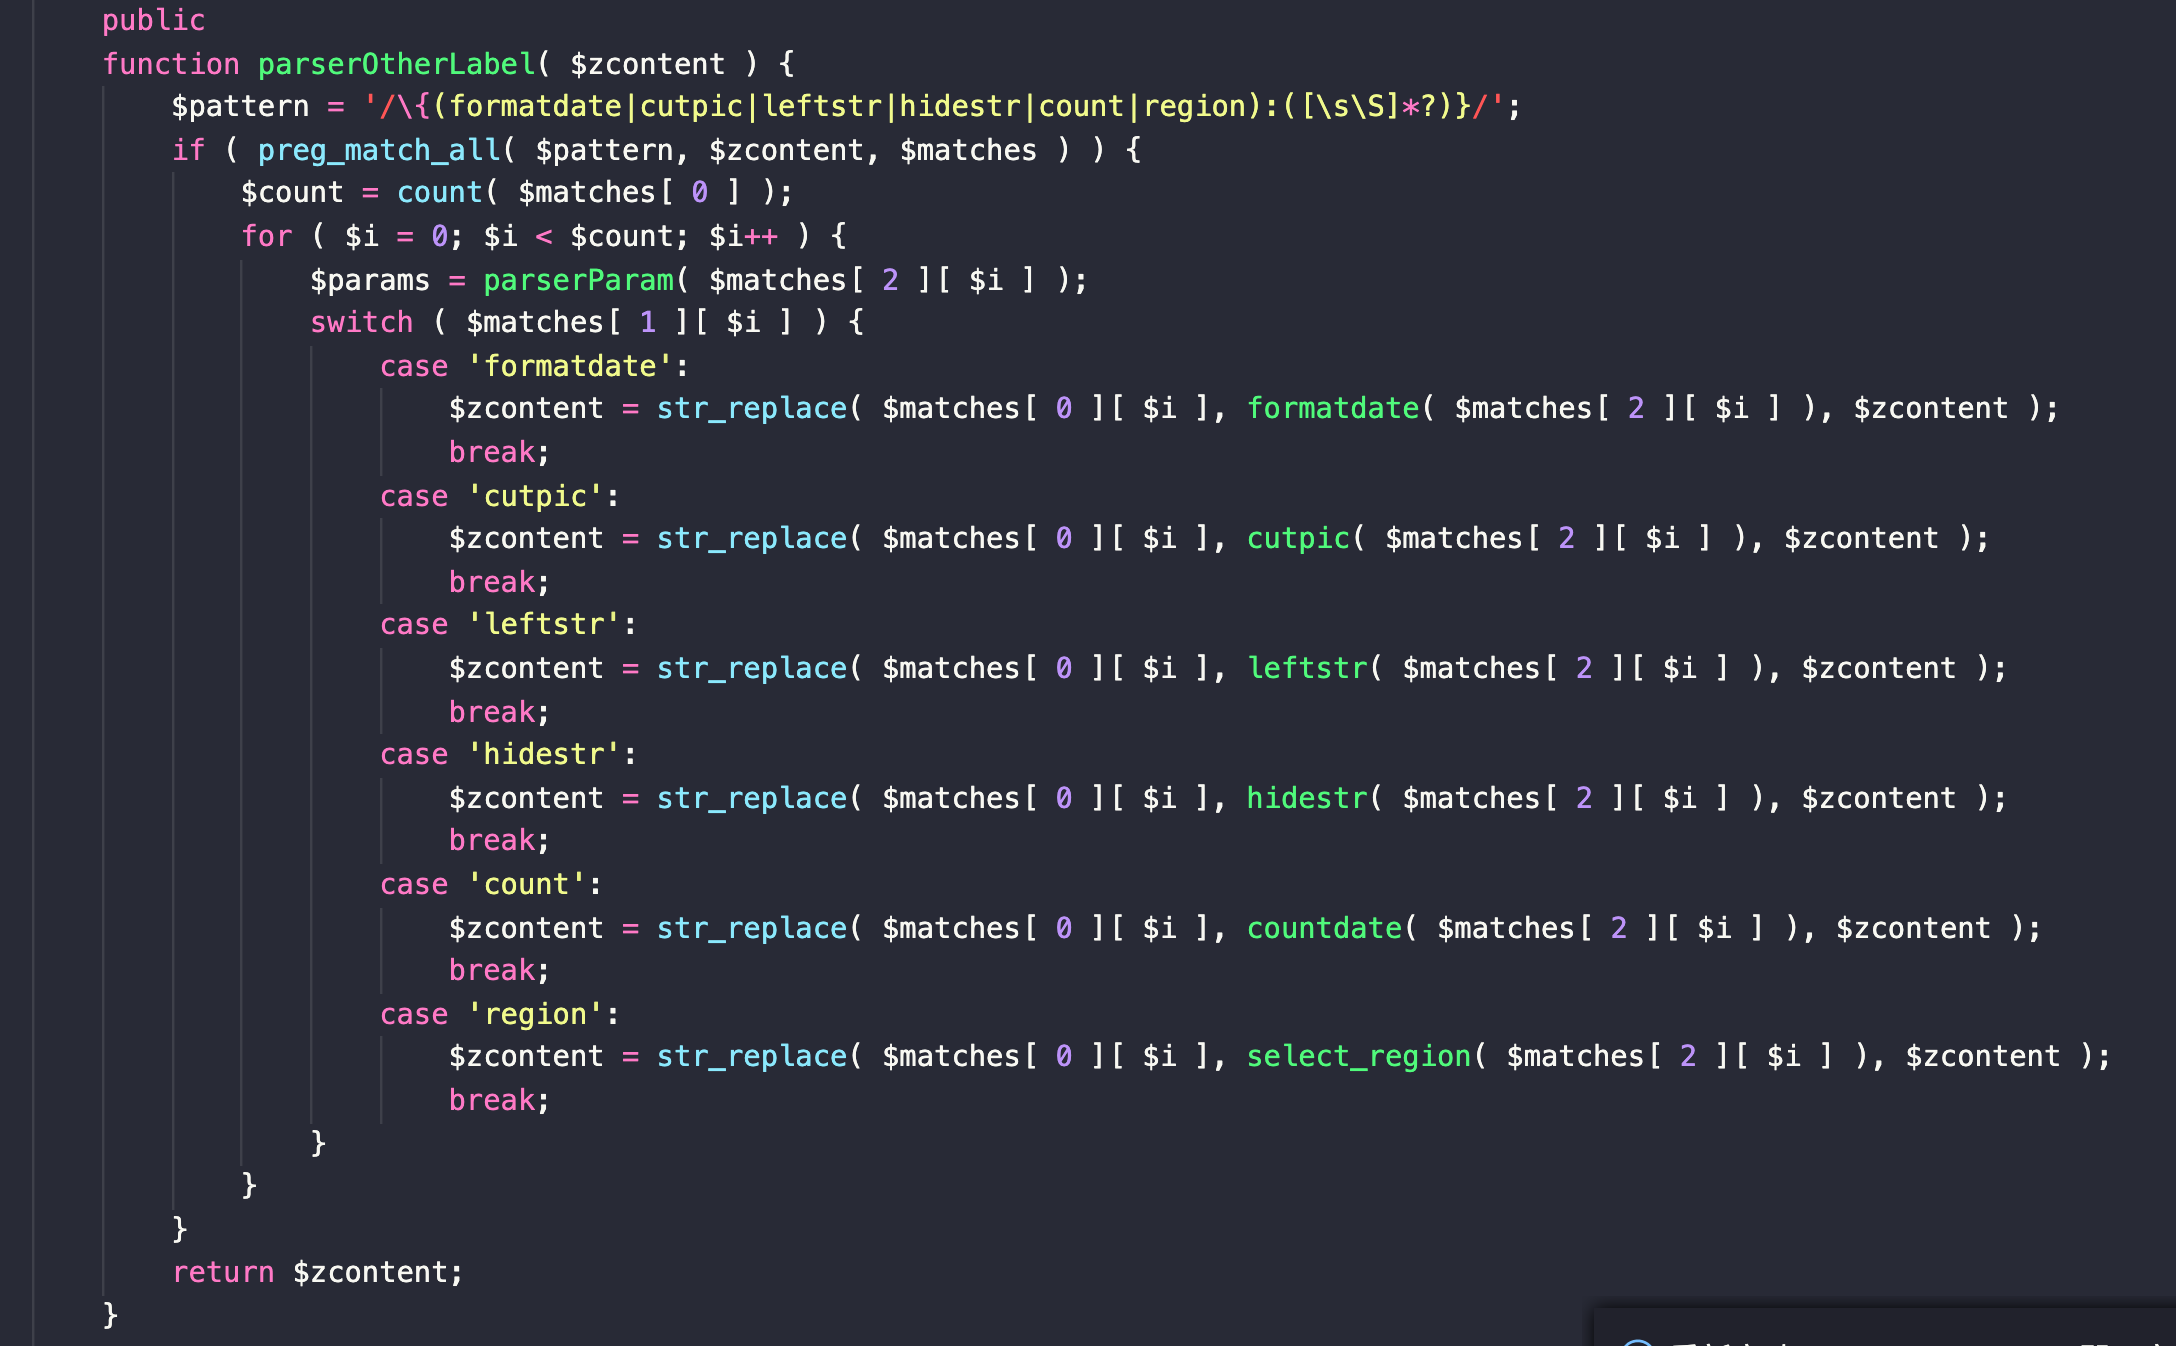 public
function parserOtherLabel( $zcontent ) {
$pattern = '/\{(formatdate|cutpic|leftstr|hidestr|count|region):([\s\S]*?)}/';
if ( preg_match_all( $pattern, $zcontent, $matches ) ) {
$count = count( $matches[ 0 ] );
for ( $i = 0; $i < $count; $i++ ) {
$params = parserParam( $matches[ 2 ][ $i ] );
switch ( $matches[ 1 ][ $i ] ) {
case 'formatdate':
$zcontent = str_replace( $matches[ 0 ][ $i ], formatdate( $matches[ 2 ][ $i ] ), $zcontent );
break;
case 'cutpic':
$zcontent = str_replace( $matches[ 0 ][ $i ], cutpic( $matches[ 2 ][ $i ] ), $zcontent );
break;
case 'leftstr':
$zcontent = str_replace( $matches[ 0 ][ $i ], leftstr( $matches[ 2 ][ $i ] ), $zcontent );
break;
case 'hidestr':
$zcontent = str_replace( $matches[ 0 ][ $i ], hidestr( $matches[ 2 ][ $i ] ), $zcontent );
break;
case 'count':
$zcontent = str_replace( $matches[ 0 ][ $i ], countdate( $matches[ 2 ][ $i ] ), $zcontent );
break;
case 'region':
$zcontent = str_replace( $matches[ 0 ][ $i ], select_region( $matches[ 2 ][ $i ] ), $zcontent );
break;
}
}
}
return $zcontent;
}